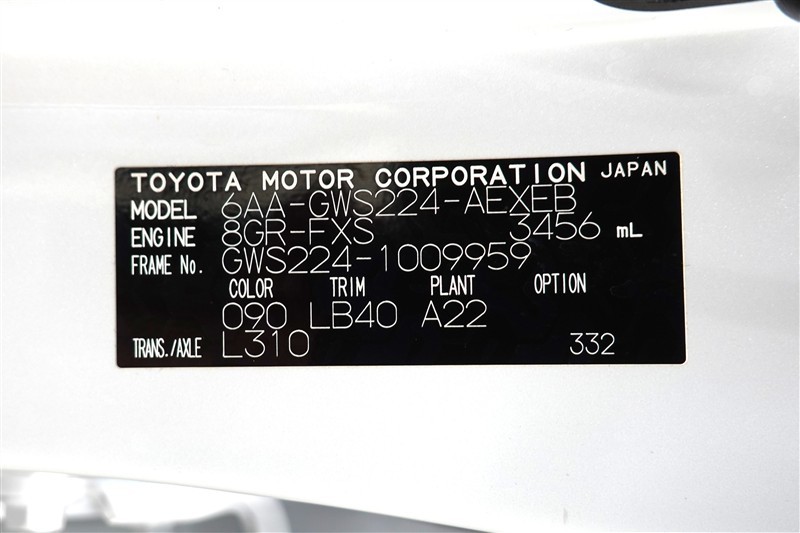 TOYOTA MOTOR CORPORATION JAPAN
MODEL 6AA-GWS224-AEXEB
ENGINE 8GR-FXS 3456 mL
FRAME No. GWS224-1009959
COLOR TRIM PLANT OPTION
090 LB40 A22
TRANS./AXLE L310 332